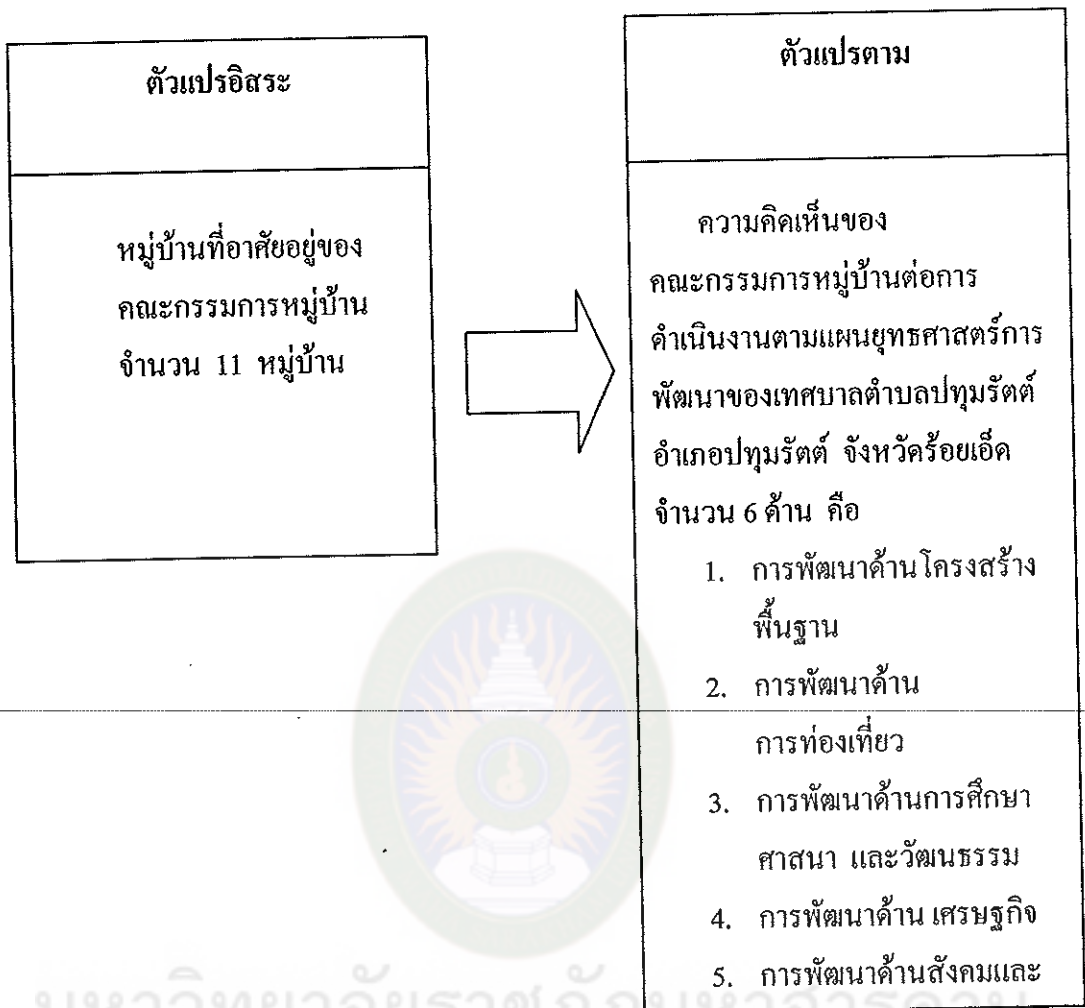 ตัวแปรอิสระ
หมู่บ้านที่อาศัยอยู่ของ
คณะกรรมการหมู่บ้าน
จำนวน 11 หมู่บ้าน
ตัวแปรตาม
ความคิดเห็นของ
คณะกรรมการหมู่บ้านต่อการ
ดำเนินงานตามแผนยุทธศาสตร์การ
พัฒนาของเทศบาลตำบลปทุมรัตต์
อำเภอปทุมรัตต์ จังหวัดร้อยเอ็ด
จำนวน 6 ด้าน คือ
1. การพัฒนาด้านโครงสร้าง
พื้นฐาน
2. การพัฒนาด้าน
การท่องเที่ยว
3. การพัฒนาด้านการศึกษา
ศาสนา และวัฒนธรรม
4. การพัฒนาด้าน เศรษฐกิจ
5. การพัฒนาด้านสังคมและ